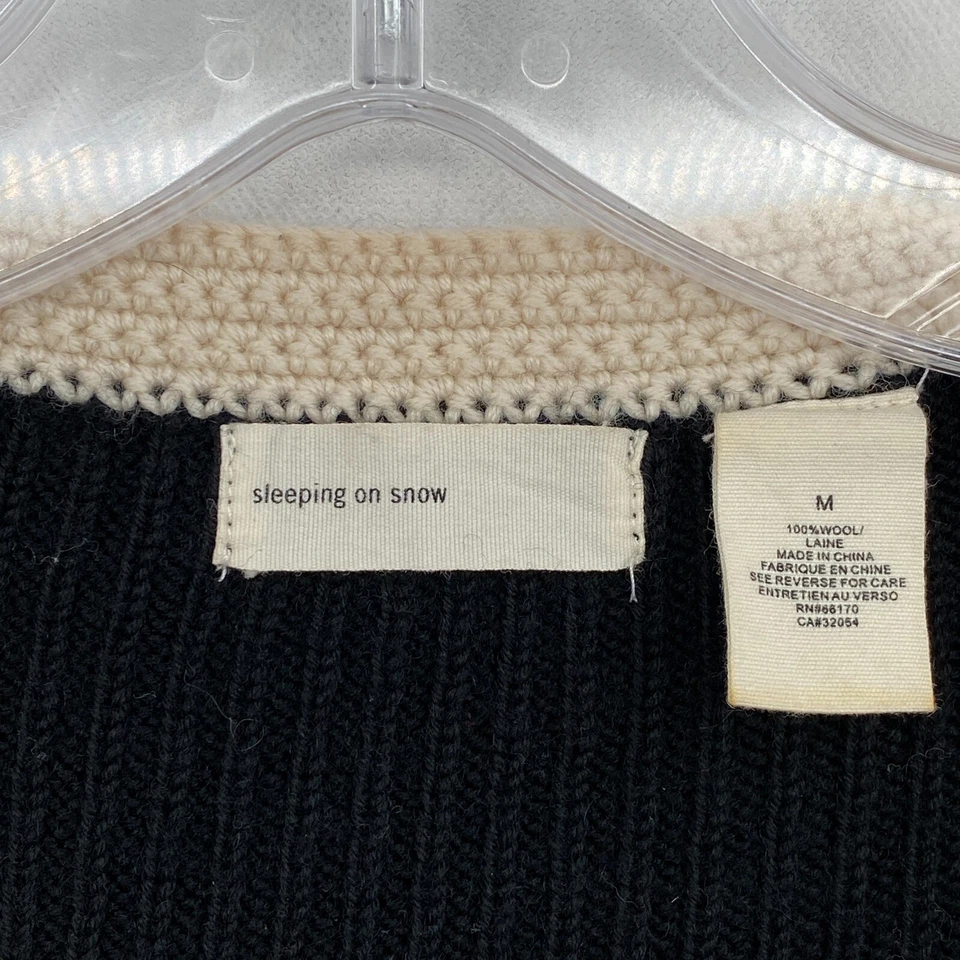 sleeping on snow
M
100%WOOL/
LAINE
MADE IN CHINA
FABRIQUE EN CHINE
SEE REVERSE FOR CARE
ENTRETIEN AU VERSO
RN#66170
CA#32054